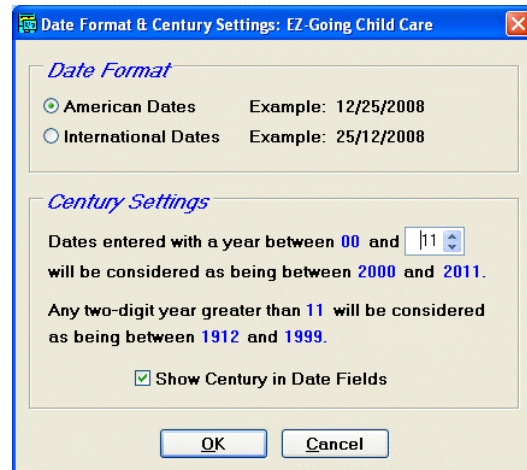 Date Format & Century Settings: EZ-Going Child Care
Date Format
American Dates Example: 12/25/2008
International Dates Example: 25/12/2008
Century Settings
Dates entered with a year between 00 and 11
will be considered as being between 2000 and 2011.
Any two-digit year greater than 11 will be considered
as being between 1912 and 1999.
Show Century in Date Fields
OK Cancel